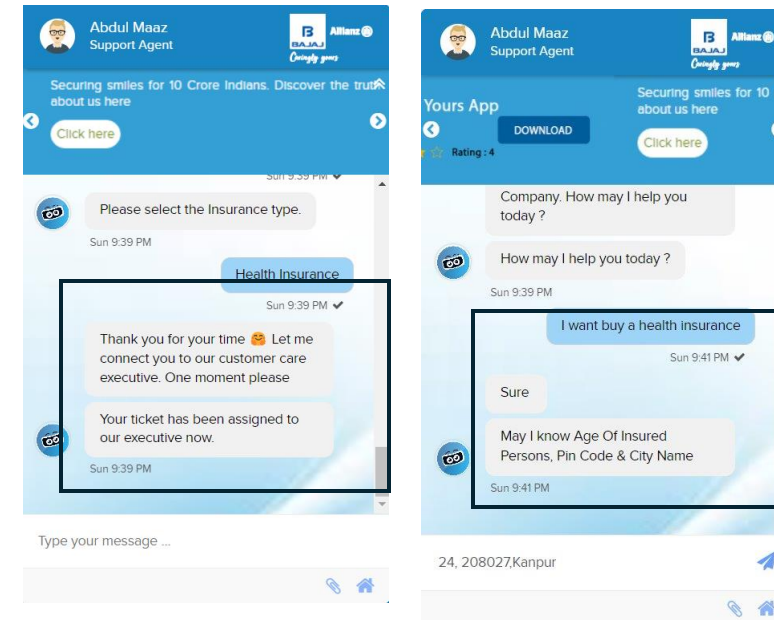 Abdul Maaz
Support Agent
B
BAJAJ
Allianz
Caringly yours
Securing smiles for 10 Crore Indians. Discover the truth
about us here
Click here
Sun 9:39 PM
Please select the Insurance type.
Sun 9:39 PM
Health Insurance
Sun 9:39 PM
Thank you for your time 🤗 Let me
connect you to our customer care
executive. One moment please
Your ticket has been assigned to
our executive now.
Sun 9:39 PM
Type your message ...
Abdul Maaz
Support Agent
B
BAJAJ
Allianz
Caringly yours
Yours App
DOWNLOAD
Rating : 4
Securing smiles for 10
about us here
Click here
Company. How may I help you
today ?
How may I help you today ?
Sun 9:39 PM
I want buy a health insurance
Sun 9:41 PM
Sure
May I know Age Of Insured
Persons, Pin Code & City Name
Sun 9:41 PM
24, 208027,Kanpur